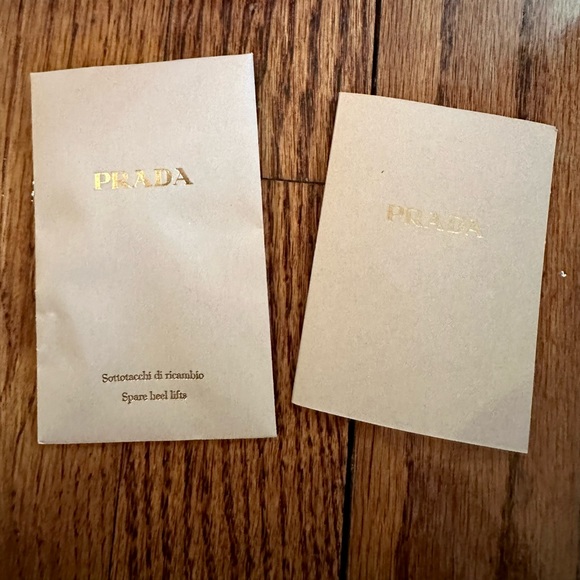 PRADA
Sottotacchi di ricambio
Spare heel lifts
PRADA